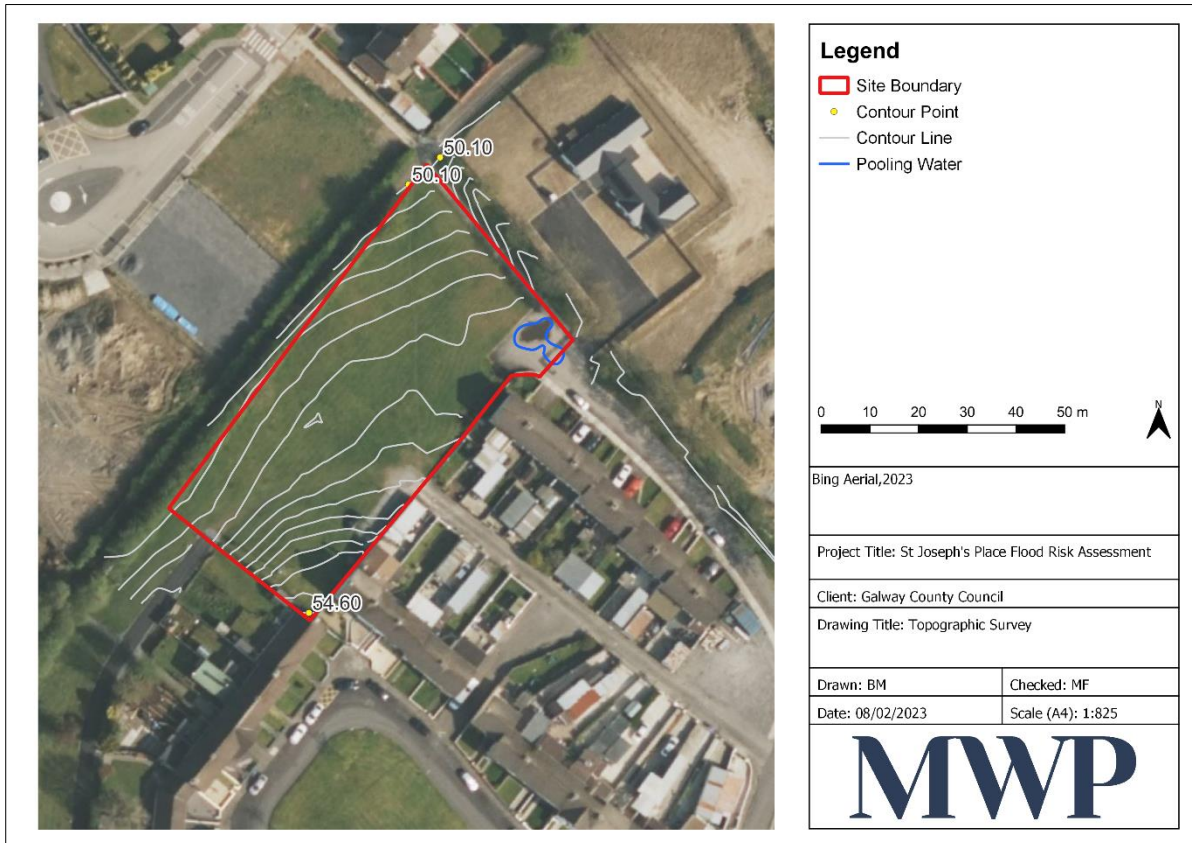 50.10
50.10
54.60
Legend
Site Boundary
Contour Point
Contour Line
Pooling Water
0 10 20 30 40 50 m
N
Bing Aerial,2023
Project Title: St Joseph's Place Flood Risk Assessment
Client: Galway County Council
Drawing Title: Topographic Survey
Drawn: BM
Checked: MF
Date: 08/02/2023
Scale (A4): 1:825
MWP